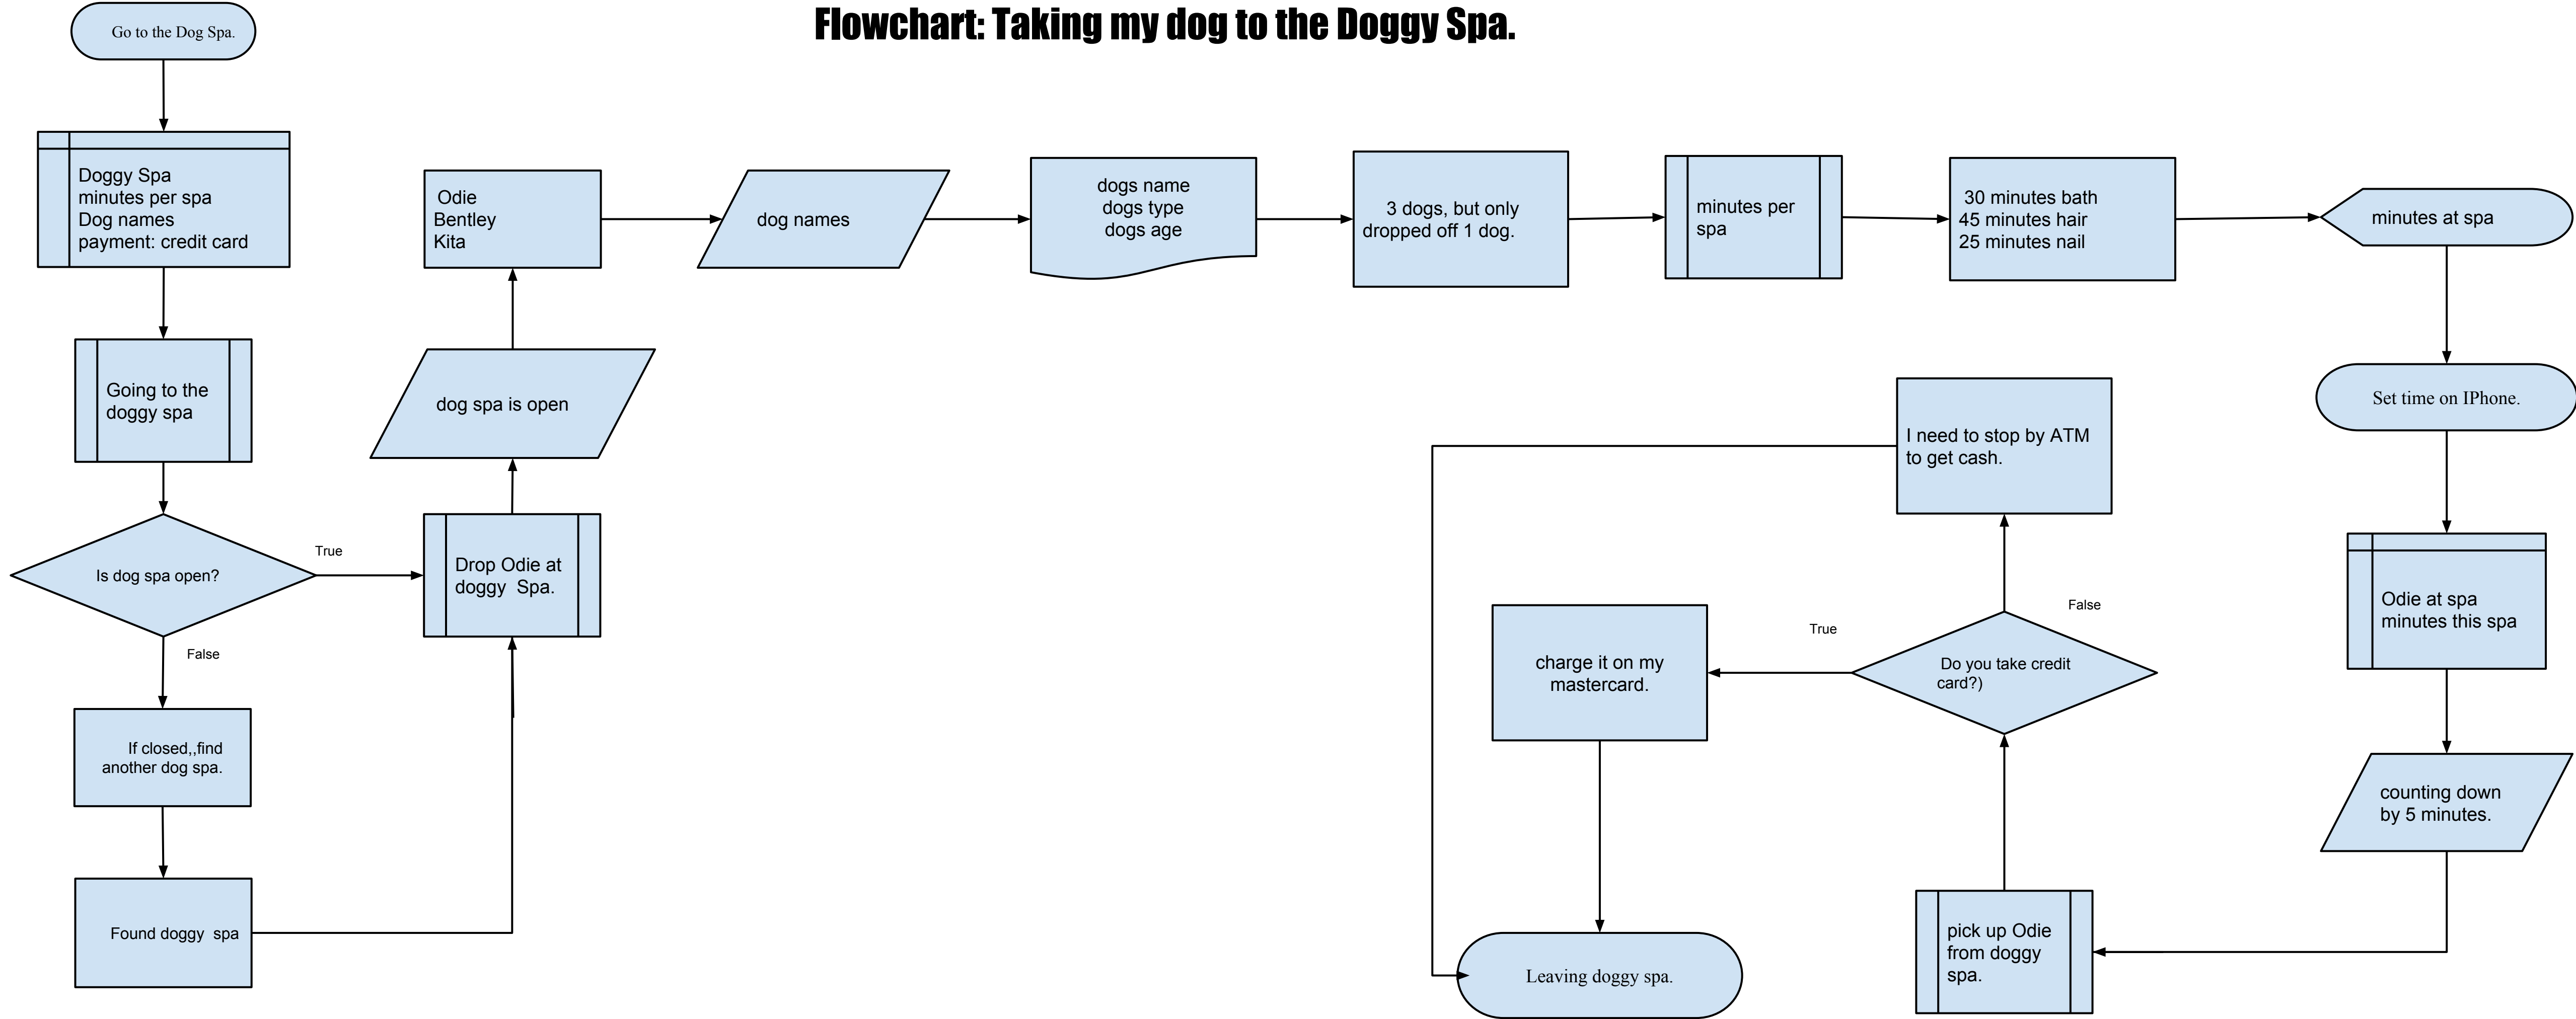 Flowchart: Taking my dog to the Doggy Spa.
Go to the Dog Spa.
Doggy Spa
minutes per spa
Dog names
payment: credit card
Going to the
doggy spa
Is dog spa open?
True
False
If closed,,find
another dog spa.
Found doggy  spa
Drop Odie at
doggy  Spa.
dog spa is open
Odie
Bentley
Kita
dog names
dogs name
dogs type
dogs age
3 dogs, but only
dropped off 1 dog.
minutes per
spa
30 minutes bath
45 minutes hair
25 minutes nail
minutes at spa
Set time on IPhone.
Odie at spa
minutes this spa
counting down
by 5 minutes.
pick up Odie
from doggy
spa.
Do you take credit
card?)
False
True
I need to stop by ATM
to get cash.
charge it on my
mastercard.
Leaving doggy spa.